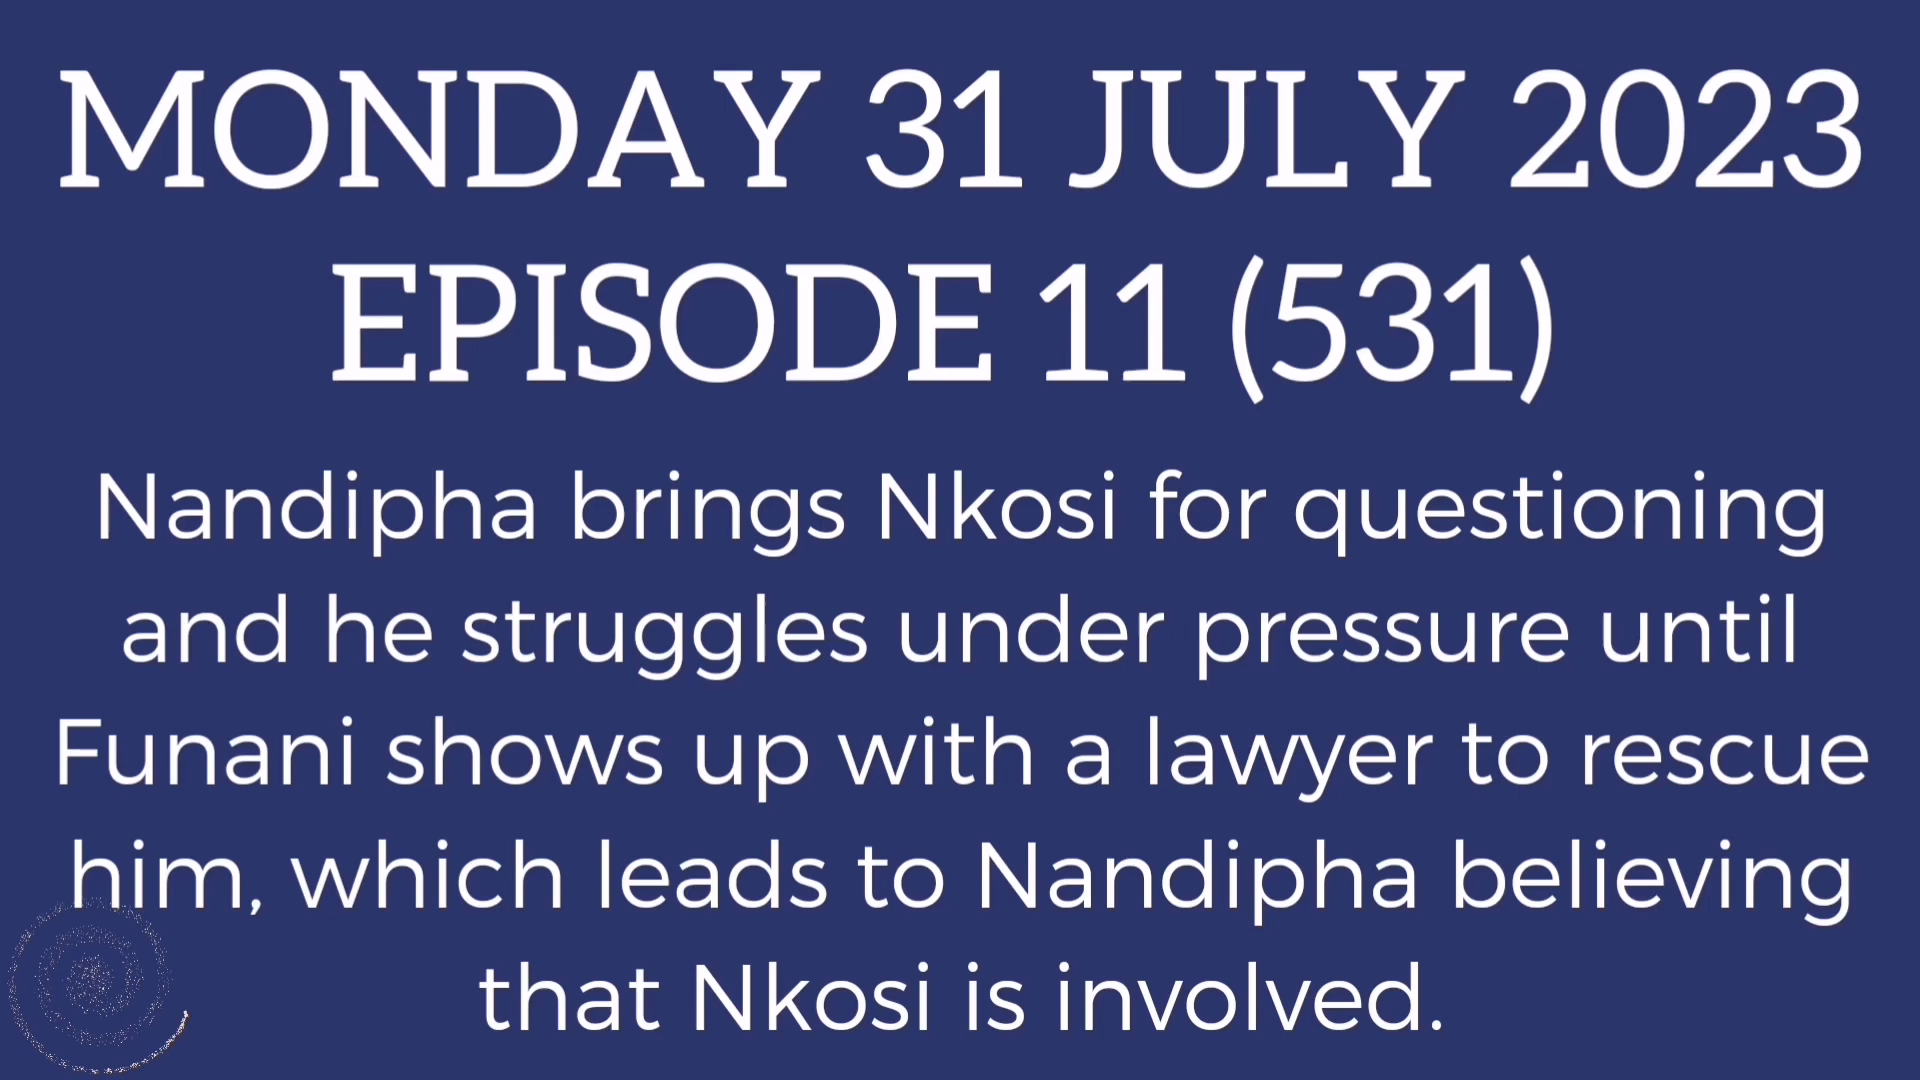 MONDAY 31 JULY 2023
EPISODE 11 (531)
Nandipha brings Nkosi for questioning
and he struggles under pressure until
Funani shows up with a lawyer to rescue
him, which leads to Nandipha believing
that Nkosi is involved.